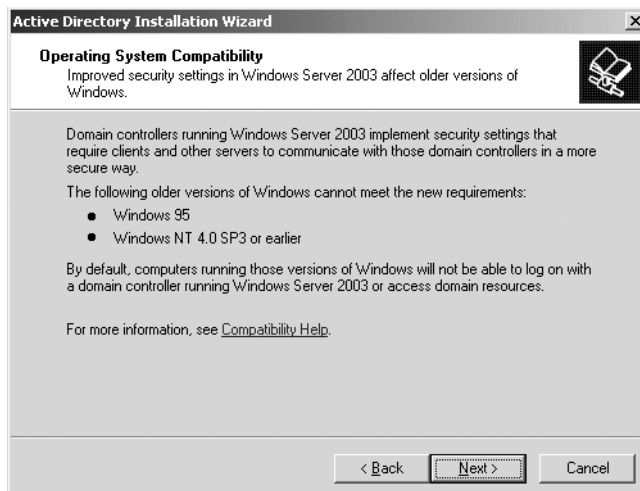 Active Directory Installation Wizard
Operating System Compatibility
Improved security settings in Windows Server 2003 affect older versions of
Windows.
Domain controllers running Windows Server 2003 implement security settings that
require clients and other servers to communicate with those domain controllers in a more
secure way.
The following older versions of Windows cannot meet the new requirements:
● Windows 95
● Windows NT 4.0 SP3 or earlier
By default, computers running those versions of Windows will not be able to log on with
a domain controller running Windows Server 2003 or access domain resources.
For more information, see Compatibility Help.
< Back Next > Cancel